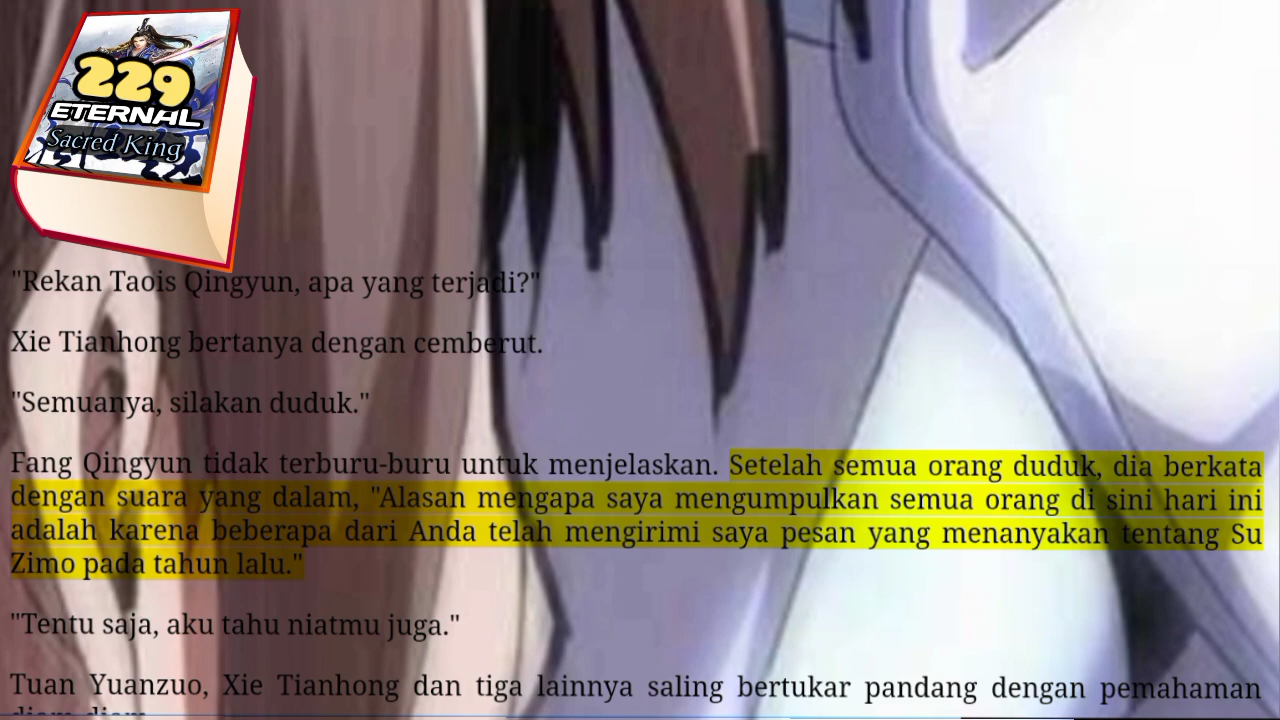 229
ETERNAL
Sacred King
"Rekan Taois Qingyun, apa yang terjadi?"
Xie Tianhong bertanya dengan cemberut.
"Semuanya, silakan duduk."
Fang Qingyun tidak terburu-buru untuk menjelaskan. Setelah semua orang duduk, dia berkata
dengan suara yang dalam, "Alasan mengapa saya mengumpulkan semua orang di sini hari ini
adalah karena beberapa dari Anda telah mengirimi saya pesan yang menanyakan tentang Su
Zimo pada tahun lalu."
"Tentu saja, aku tahu niatmu juga."
Tuan Yuanzuo, Xie Tianhong dan tiga lainnya saling bertukar pandang dengan pemahaman